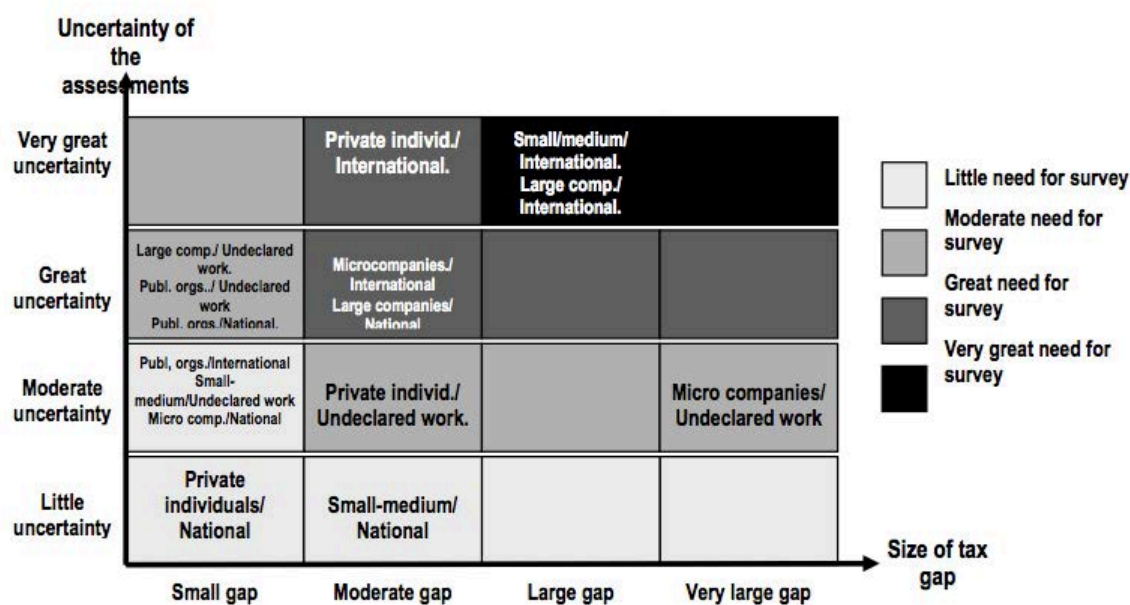 Uncertainty of
the
assessments
Very great
uncertainty
Private individ./
International.
Small/medium/
International.
Large comp./
International.
Little need for survey
Moderate need for
survey
Great need for
survey
Very great need for
survey
Great
uncertainty
Large comp./ Undeclared
work.
Publ. orgs../ Undeclared
work
Publ. orgs./National.
Microcompanies./
International
Large companies/
National
Moderate
uncertainty
Publ, orgs./International
Small-
medium/Undeclared work
Micro comp./National
Private individ./
Undeclared work.
Micro companies/
Undeclared work
Little
uncertainty
Private
individuals/
National
Small-medium/
National
Size of tax
gap
Small gap
Moderate gap
Large gap
Very large gap